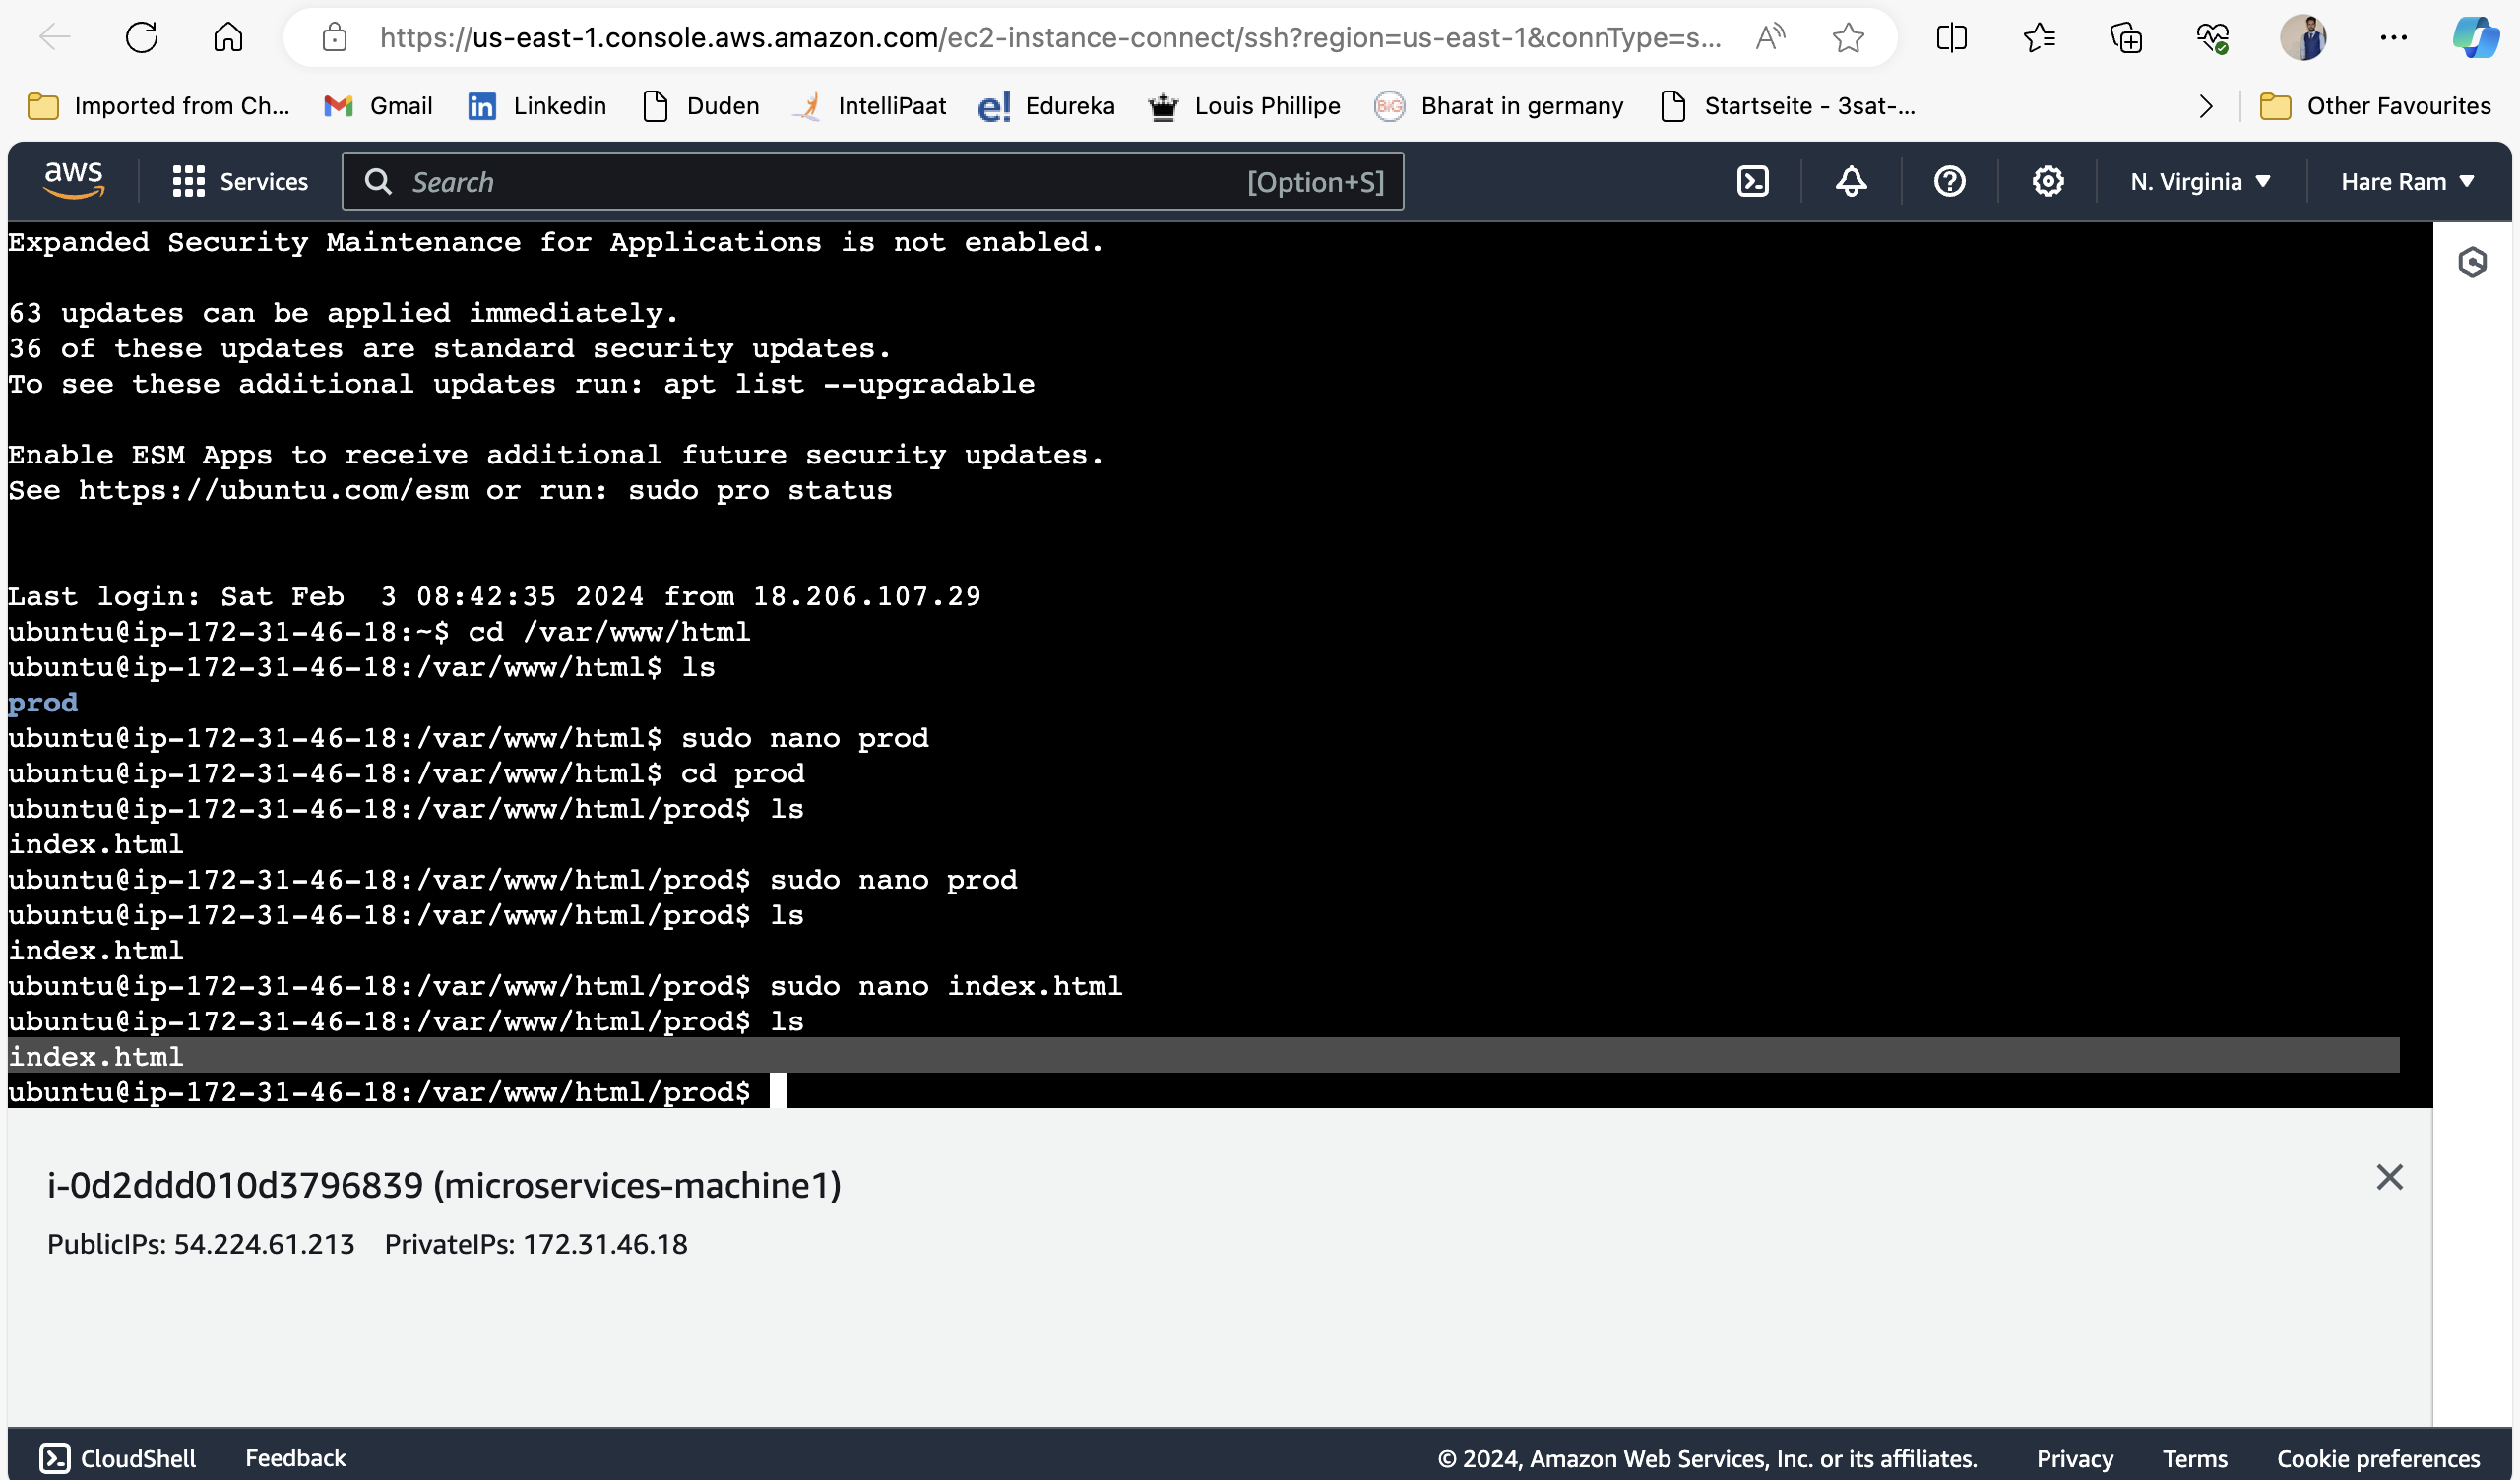 https://us-east-1.console.aws.amazon.com/ec2-instance-connect/ssh?region=us-east-1&connType=s...
Imported from Ch... Gmail Linkedin Duden IntelliPaat Edureka Louis Phillipe Bharat in germany Startseite - 3sat-... Other Favourites
aws Services Search [Option+S] N. Virginia Hare Ram
Expanded Security Maintenance for Applications is not enabled.
63 updates can be applied immediately.
36 of these updates are standard security updates.
To see these additional updates run: apt list --upgradable
Enable ESM Apps to receive additional future security updates.
See https://ubuntu.com/esm or run: sudo pro status
Last login: Sat Feb  3 08:42:35 2024 from 18.206.107.29
ubuntu@ip-172-31-46-18:~$ cd /var/www/html
ubuntu@ip-172-31-46-18:/var/www/html$ ls
prod
ubuntu@ip-172-31-46-18:/var/www/html$ sudo nano prod
ubuntu@ip-172-31-46-18:/var/www/html$ cd prod
ubuntu@ip-172-31-46-18:/var/www/html/prod$ ls
index.html
ubuntu@ip-172-31-46-18:/var/www/html/prod$ sudo nano prod
ubuntu@ip-172-31-46-18:/var/www/html/prod$ ls
index.html
ubuntu@ip-172-31-46-18:/var/www/html/prod$ sudo nano index.html
ubuntu@ip-172-31-46-18:/var/www/html/prod$ ls
index.html
ubuntu@ip-172-31-46-18:/var/www/html/prod$
i-0d2ddd010d3796839 (microservices-machine1)
PublicIPs: 54.224.61.213 PrivateIPs: 172.31.46.18
CloudShell Feedback © 2024, Amazon Web Services, Inc. or its affiliates. Privacy Terms Cookie preferences